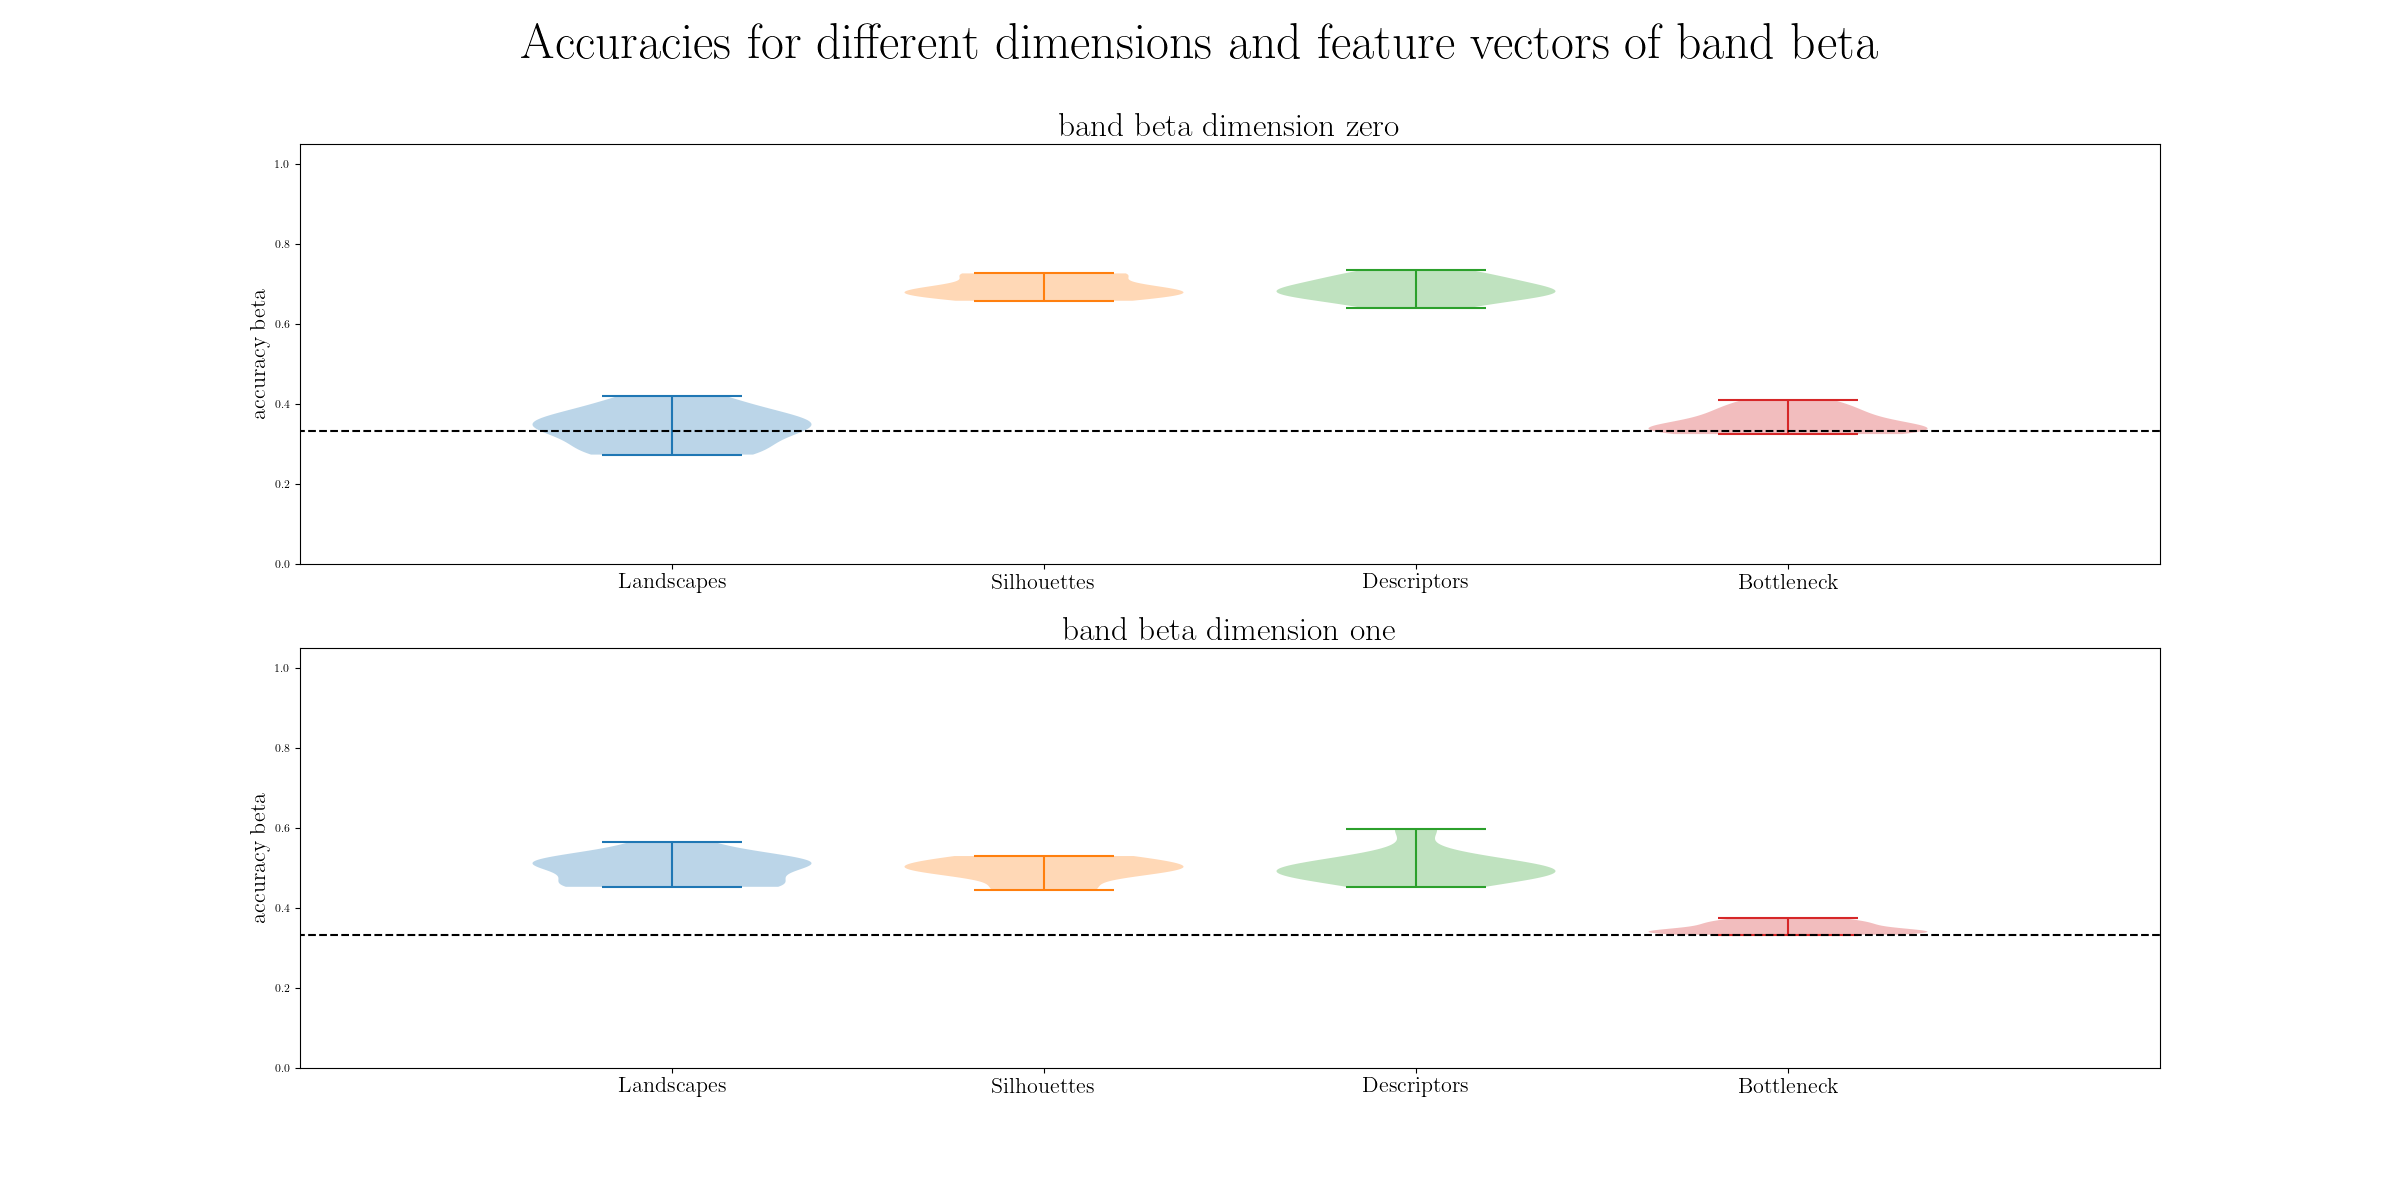 Accuracies for different dimensions and feature vectors of band beta
band beta dimension zero
1.0
0.8
0.6
0.4
0.2
0.0
accuracy beta
Landscapes Silhouettes Descriptors Bottleneck
band beta dimension one
1.0
0.8
0.6
0.4
0.2
0.0
accuracy beta
Landscapes Silhouettes Descriptors Bottleneck